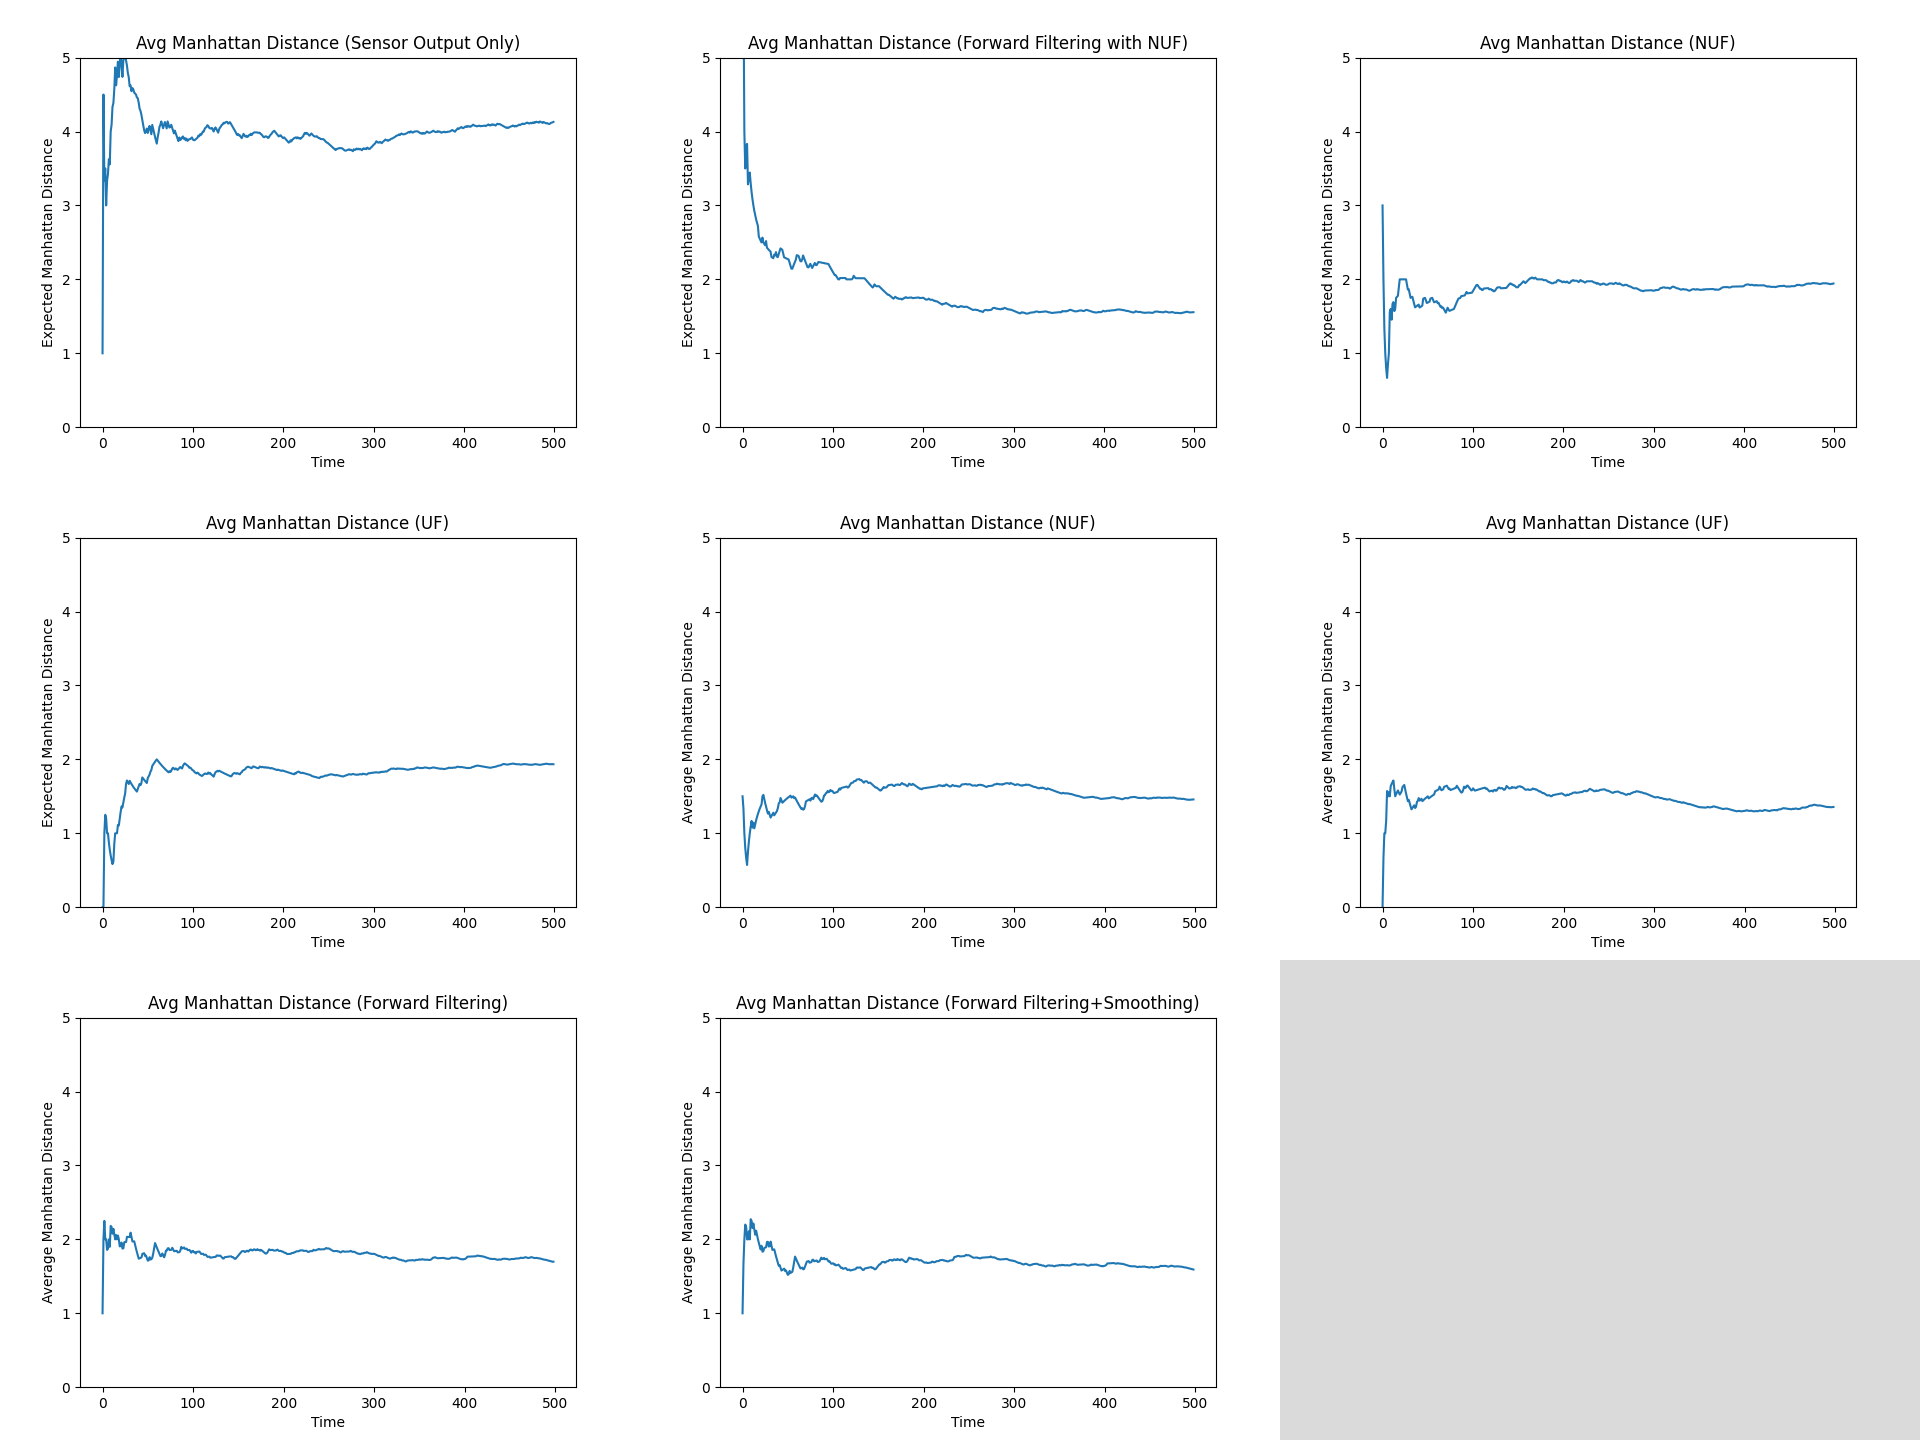 Avg Manhattan Distance (Sensor Output Only)
5
4
3
2
1
0
Expected Manhattan Distance
0 100 200 300 400 500
Time
Avg Manhattan Distance (Forward Filtering with NUF)
5
4
3
2
1
0
Expected Manhattan Distance
0 100 200 300 400 500
Time
Avg Manhattan Distance (NUF)
5
4
3
2
1
0
Expected Manhattan Distance
0 100 200 300 400 500
Time
Avg Manhattan Distance (UF)
5
4
3
2
1
0
Expected Manhattan Distance
0 100 200 300 400 500
Time
Avg Manhattan Distance (NUF)
5
4
3
2
1
0
Average Manhattan Distance
0 100 200 300 400 500
Time
Avg Manhattan Distance (UF)
5
4
3
2
1
0
Average Manhattan Distance
0 100 200 300 400 500
Time
Avg Manhattan Distance (Forward Filtering)
5
4
3
2
1
0
Average Manhattan Distance
0 100 200 300 400 500
Time
Avg Manhattan Distance (Forward Filtering+Smoothing)
5
4
3
2
1
0
Average Manhattan Distance
0 100 200 300 400 500
Time